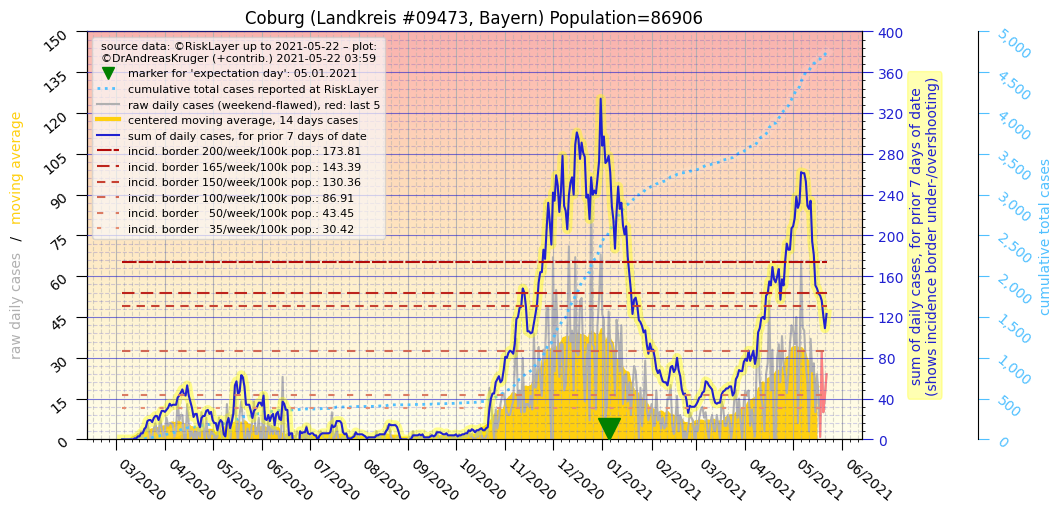 Coburg (Landkreis #09473, Bayern) Population=86906
source data: ©RiskLayer up to 2021-05-22 – plot:
©DrAndreasKruger (+contrib.) 2021-05-22 03:59
marker for 'expectation day': 05.01.2021
cumulative total cases reported at RiskLayer
raw daily cases (weekend-flawed), red: last 5
centered moving average, 14 days cases
sum of daily cases, for prior 7 days of date
incid. border 200/week/100k pop.: 173.81
incid. border 165/week/100k pop.: 143.39
incid. border 150/week/100k pop.: 130.36
incid. border 100/week/100k pop.: 86.91
incid. border 50/week/100k pop.: 43.45
incid. border 35/week/100k pop.: 30.42
raw daily cases / moving average
150
135
120
105
90
75
60
45
30
15
0
03/2020
04/2020
05/2020
06/2020
07/2020
08/2020
09/2020
10/2020
11/2020
12/2020
01/2021
02/2021
03/2021
04/2021
05/2021
06/2021
400
360
320
280
240
200
160
120
80
40
0
sum of daily cases, for prior 7 days of date
(shows incidence border under-/overshooting)
5,000
4,500
4,000
3,500
3,000
2,500
2,000
1,500
1,000
500
0
cumulative total cases